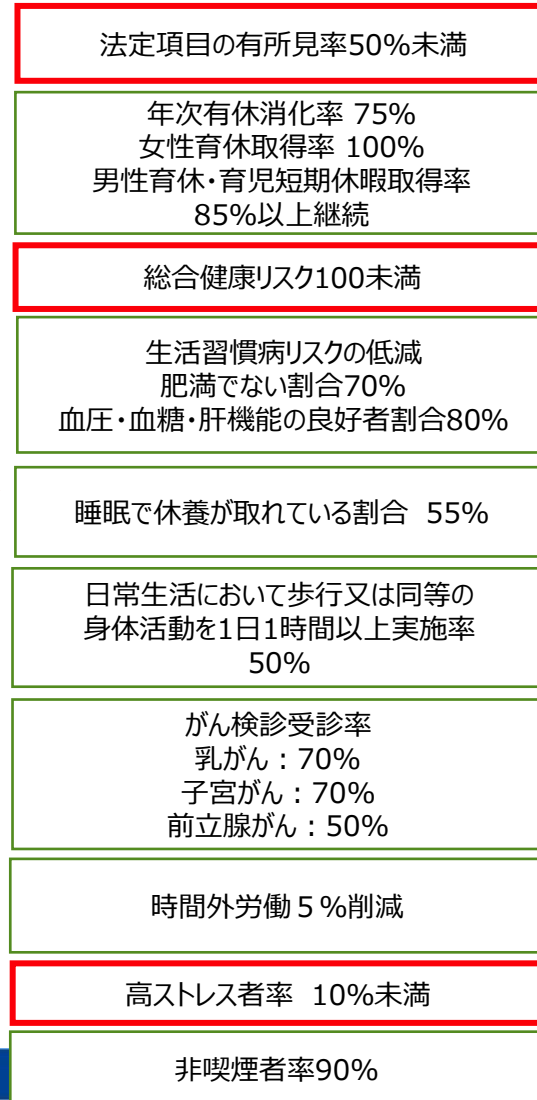 法定項目の有所見率50%未満
年次有休消化率 75%
女性育休取得率 100%
男性育休・育児短期休暇取得率
85%以上継続
総合健康リスク100未満
生活習慣病リスクの低減
肥満でない割合70%
血圧・血糖・肝機能の良好者割合80%
睡眠で休養が取れている割合 55%
日常生活において歩行又は同等の
身体活動を1日1時間以上実施率
50%
がん検診受診率
乳がん：70%
子宮がん：70%
前立腺がん：50%
時間外労働５%削減
高ストレス者率 10%未満
非喫煙者率90%